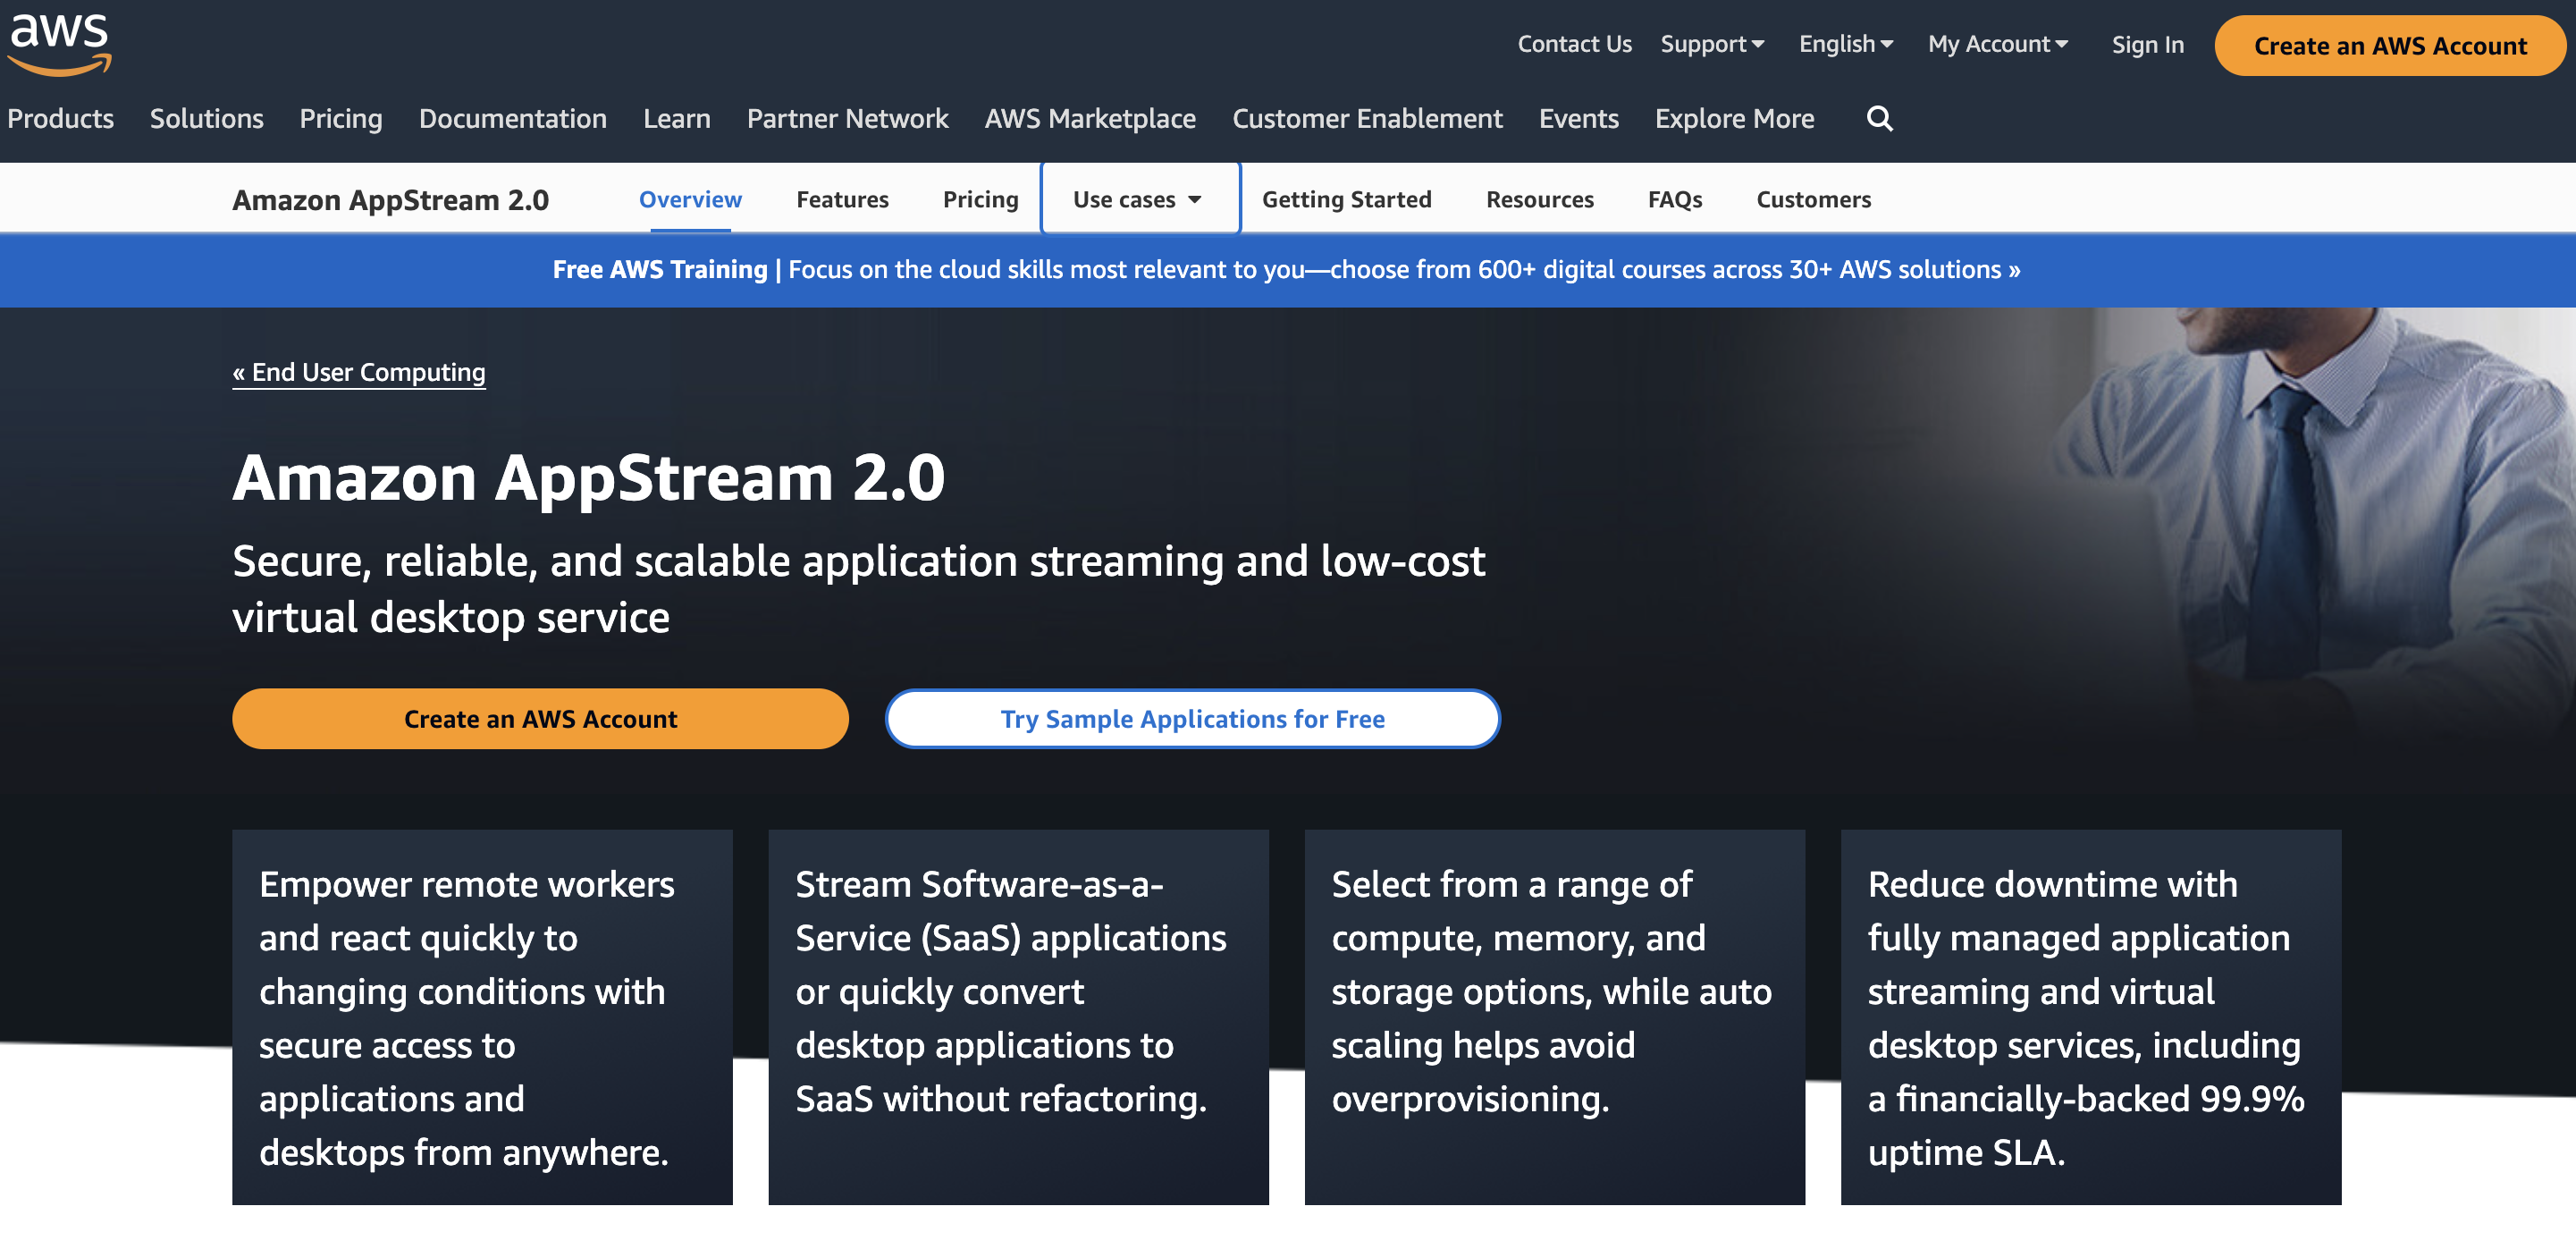 aws
Contact Us Support English My Account Sign In Create an AWS Account
Products Solutions Pricing Documentation Learn Partner Network AWS Marketplace Customer Enablement Events Explore More
Amazon AppStream 2.0 Overview Features Pricing Use cases Getting Started Resources FAQs Customers
Free AWS Training | Focus on the cloud skills most relevant to you—choose from 600+ digital courses across 30+ AWS solutions »
« End User Computing
Amazon AppStream 2.0
Secure, reliable, and scalable application streaming and low-cost
virtual desktop service
Create an AWS Account Try Sample Applications for Free
Empower remote workers
and react quickly to
changing conditions with
secure access to
applications and
desktops from anywhere.
Stream Software-as-a-
Service (SaaS) applications
or quickly convert
desktop applications to
SaaS without refactoring.
Select from a range of
compute, memory, and
storage options, while auto
scaling helps avoid
overprovisioning.
Reduce downtime with
fully managed application
streaming and virtual
desktop services, including
a financially-backed 99.9%
uptime SLA.